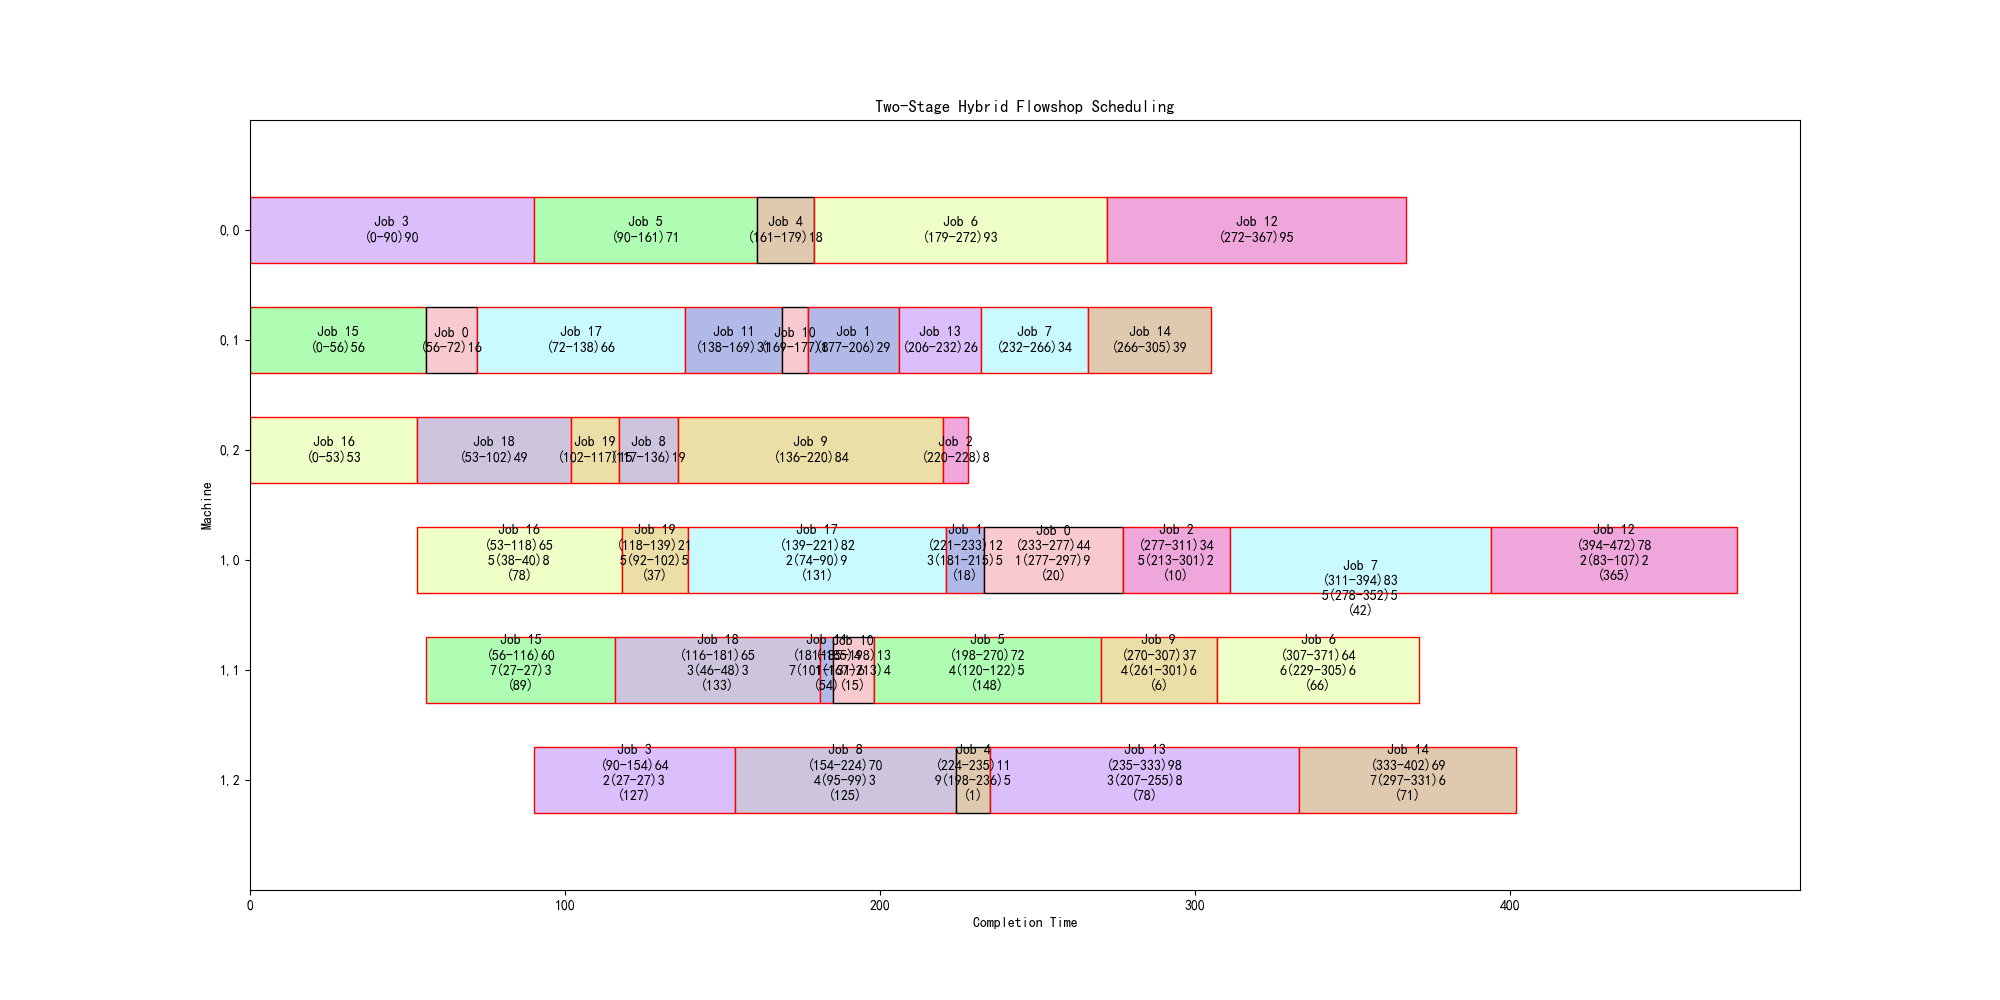 Two-Stage Hybrid Flowshop Scheduling
Machine
0,0
Job 3
(0-90)90
Job 5
(90-161)71
Job 4
(161-179)18
Job 6
(179-272)93
Job 12
(272-367)95
0,1
Job 15
(0-56)56
Job 0
(56-72)16
Job 17
(72-138)66
Job 11
(138-169)31
Job 10
(169-177)8
Job 1
(177-206)29
Job 13
(206-232)26
Job 7
(232-266)34
Job 14
(266-305)39
0,2
Job 16
(0-53)53
Job 18
(53-102)49
Job 19
(102-117)15
Job 8
(117-136)19
Job 9
(136-220)84
Job 2
(220-228)8
1,0
Job 16
(53-118)65
5(38-40)8
(78)
Job 19
(118-139)21
5(92-102)5
(37)
Job 17
(139-221)82
2(74-90)9
(131)
Job 1
(221-233)12
3(181-215)5
(18)
Job 0
(233-277)44
1(277-297)9
(20)
Job 2
(277-311)34
5(213-301)2
(10)
Job 7
(311-394)83
5(278-352)5
(42)
Job 12
(394-472)78
2(83-107)2
(365)
1,1
Job 15
(56-116)60
7(27-27)3
(89)
Job 18
(116-181)65
3(46-48)3
(133)
Job 11
(181-185)4
(54)
Job 10
(185-198)13
(15)
Job 5
(198-270)72
4(120-122)5
(148)
Job 9
(270-307)37
4(261-301)6
(6)
Job 6
(307-371)64
6(229-305)6
(66)
1,2
Job 3
(90-154)64
2(27-27)3
(127)
Job 8
(154-224)70
4(95-99)3
(125)
Job 4
(224-235)11
9(198-236)5
(1)
Job 13
(235-333)98
3(207-255)8
(78)
Job 14
(333-402)69
7(297-331)6
(71)
0
100
200
300
400
Completion Time